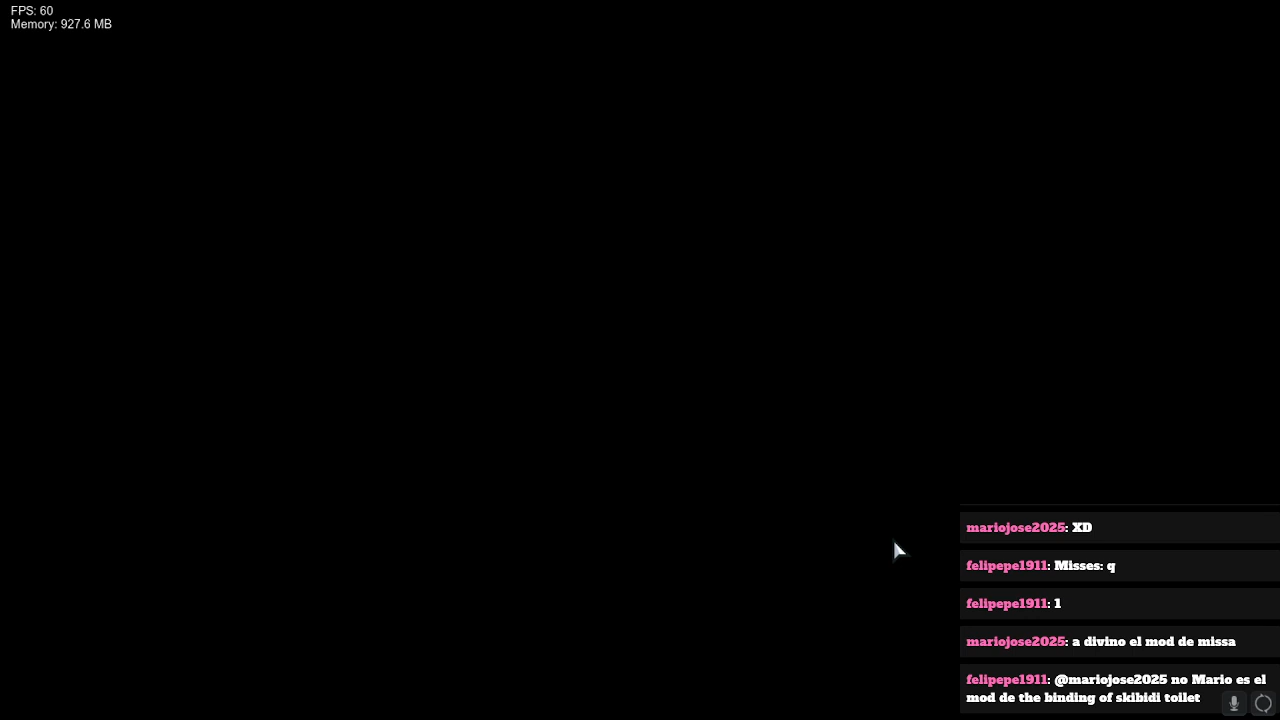 FPS: 60
Memory: 927.6 MB
mariojose2025: XD
felipepe1911: Misses: q
felipepe1911: 1
mariojose2025: a divino el mod de missa
felipepe1911: @mariojose2025 no Mario es el
mod de the binding of skibidi toilet